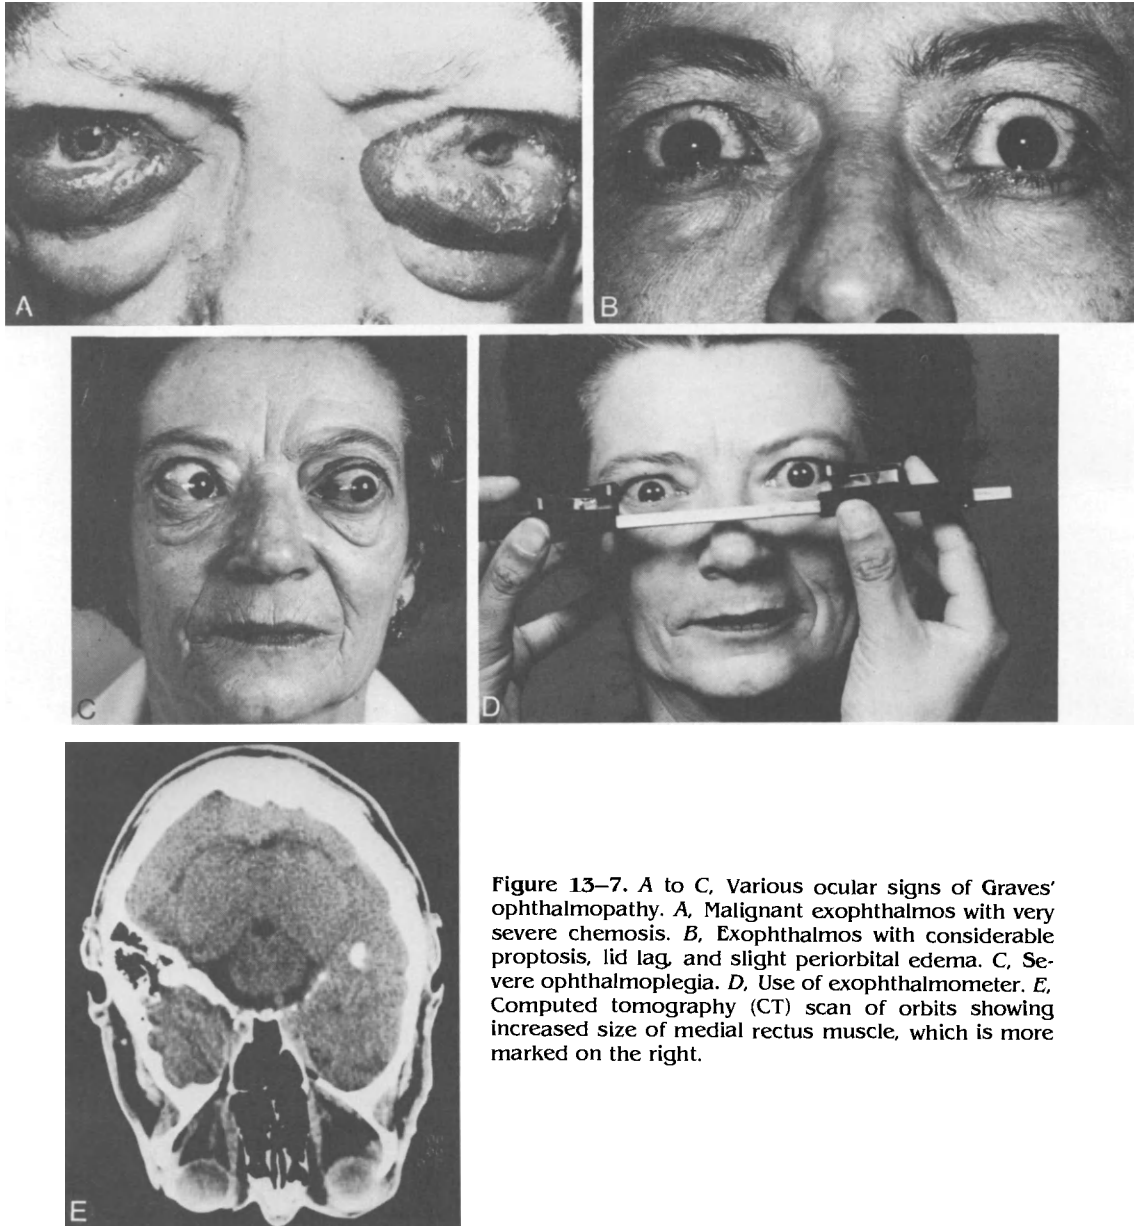 A
B
C
D
E
Figure 13–7. A to C, Various ocular signs of Graves'
ophthalmopathy. A, Malignant exophthalmos with very
severe chemosis. B, Exophthalmos with considerable
proptosis, lid lag, and slight periorbital edema. C, Se-
vere ophthalmoplegia. D, Use of exophthalmometer. E,
Computed tomography (CT) scan of orbits showing
increased size of medial rectus muscle, which is more
marked on the right.